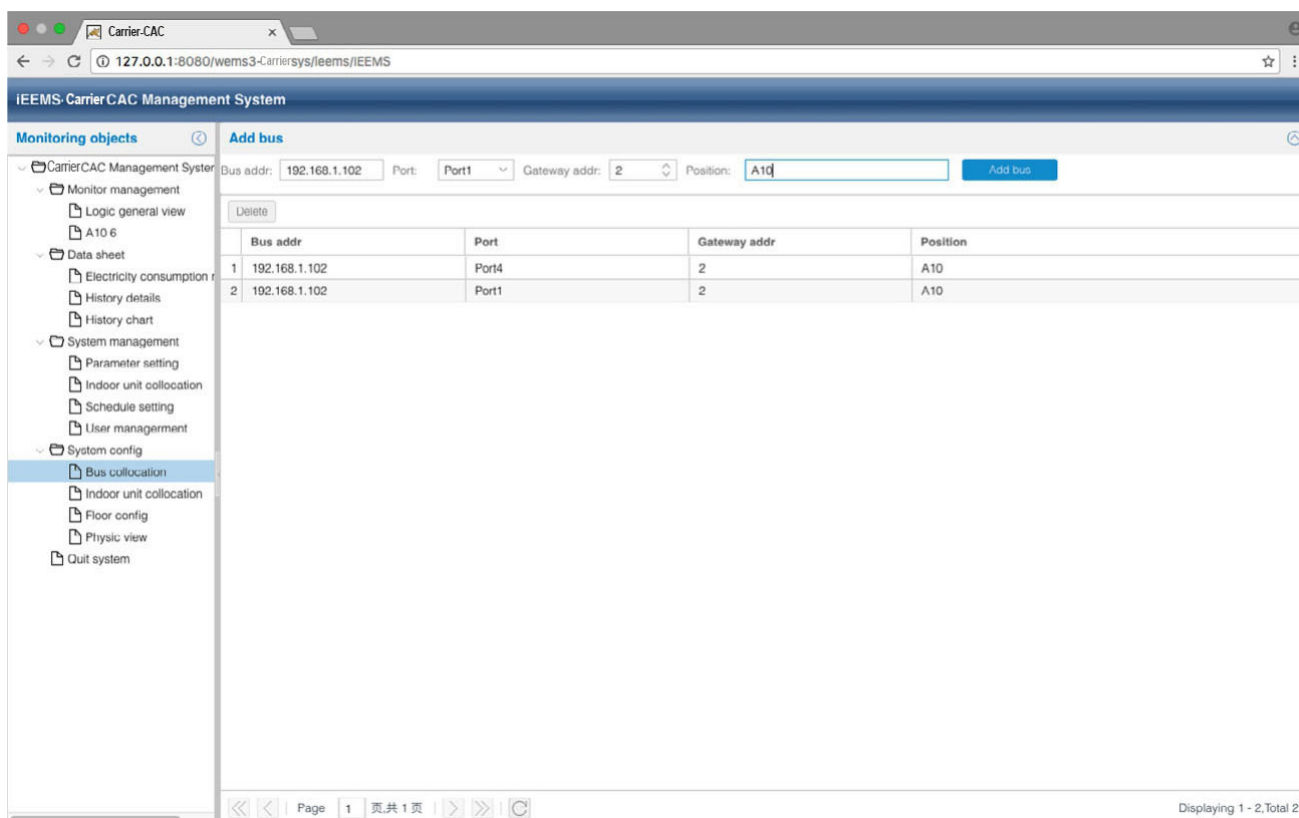 Carrier-CAC
127.0.0.1:8080/wems3-Carriersys/ieems/IEEMS
iEEMS-Carrier CAC Management System
Monitoring objects
Add bus
CarrierCAC Management Syster
Bus addr: 192.168.1.102 Port: Port1 Gateway addr: 2 Position: A10 Add bus
Monitor management
Logic general view
Delete
A10 6
Bus addr Port Gateway addr Position
Data sheet
1 192.168.1.102 Port4 2 A10
Electricity consumption r
2 192.168.1.102 Port1 2 A10
History details
History chart
System management
Parameter setting
Indoor unit collocation
Schedule setting
User managerment
System config
Bus collocation
Indoor unit collocation
Floor config
Physic view
Quit system
Page 1 页,共 1 页
Displaying 1 - 2,Total 2